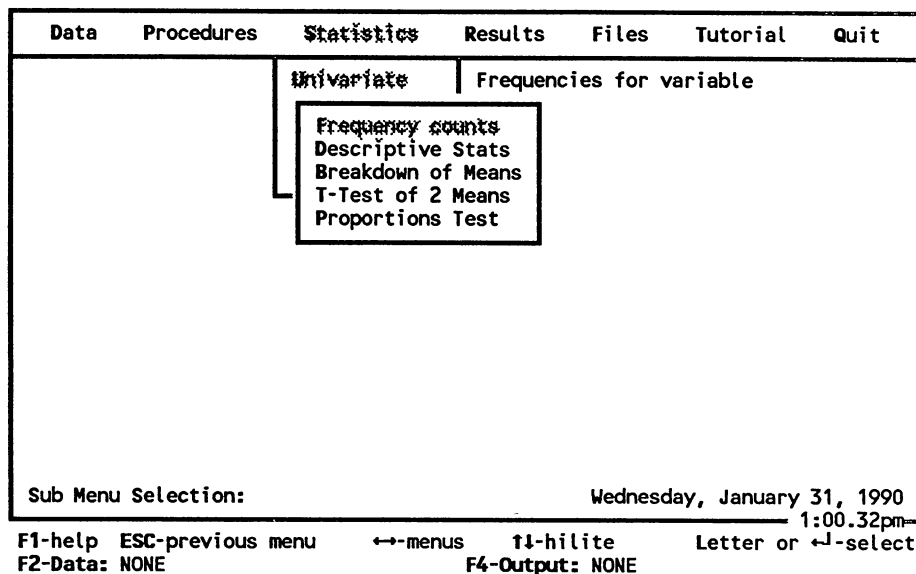 Data Procedures Statistics Results Files Tutorial Quit
Univariate Frequencies for variable
Frequency counts
Descriptive Stats
Breakdown of Means
T-Test of 2 Means
Proportions Test
Sub Menu Selection: Wednesday, January 31, 1990
1:00.32pm
F1-help ESC-previous menu ↔-menus ↑↓-hilite Letter or ↵-select
F2-Data: NONE F4-Output: NONE